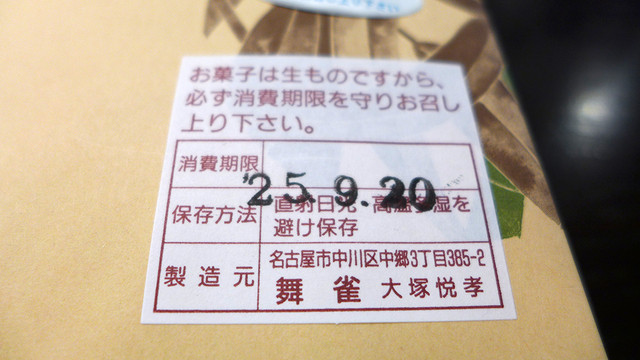 お菓子は生ものですから、
必ず消費期限を守りお召し
上り下さい。
消費期限
'25.9.20
保存方法
直射日光・高温多湿を
避け保存
製造元
名古屋市中川区中郷3丁目385-2
舞雀 大塚悦孝